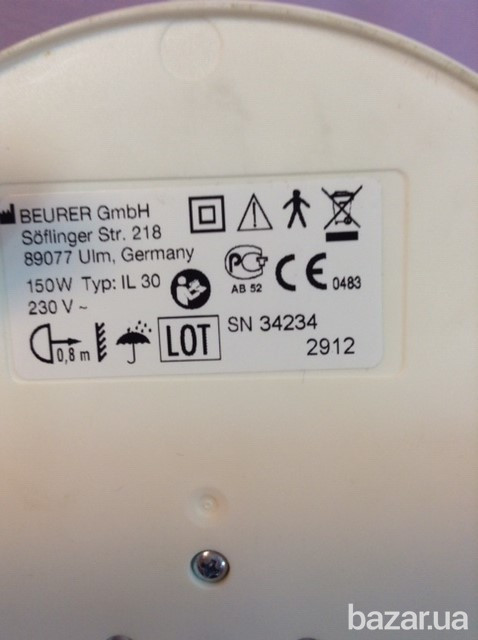 BEURER GmbH
Söflinger Str. 218
89077 Ulm, Germany
150W Typ: IL 30
230 V ~
AB 52
CE 0483
0,8 m
LOT
SN 34234
2912
bazar.ua